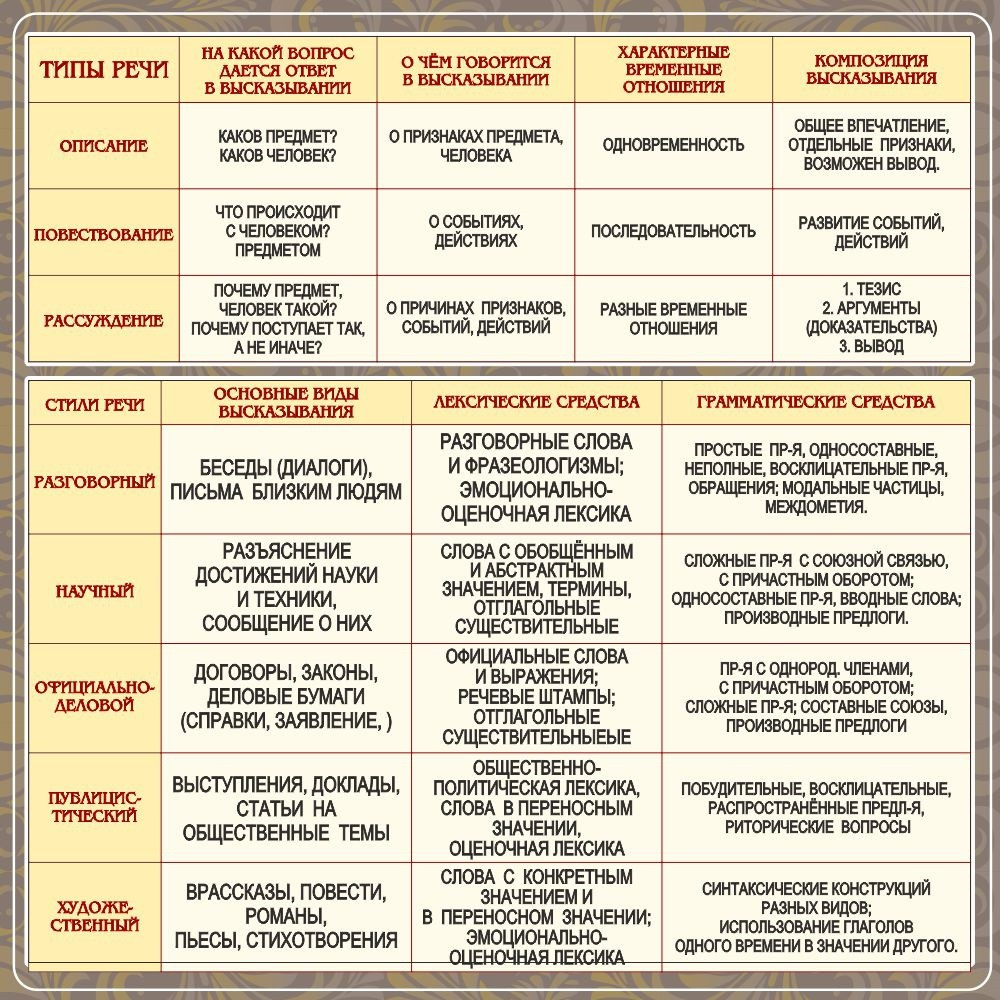 ТИПЫ РЕЧИ
НА КАКОЙ ВОПРОС
ДАЕТСЯ ОТВЕТ
В ВЫСКАЗЫВАНИИ
О ЧЁМ ГОВОРИТСЯ
В ВЫСКАЗЫВАНИИ
ХАРАКТЕРНЫЕ
ВРЕМЕННЫЕ
ОТНОШЕНИЯ
КОМПОЗИЦИЯ
ВЫСКАЗЫВАНИЯ
ОПИСАНИЕ
КАКОВ ПРЕДМЕТ?
КАКОВ ЧЕЛОВЕК?
О ПРИЗНАКАХ ПРЕДМЕТА,
ЧЕЛОВЕКА
ОДНОВРЕМЕННОСТЬ
ОБЩЕЕ ВПЕЧАТЛЕНИЕ,
ОТДЕЛЬНЫЕ ПРИЗНАКИ,
ВОЗМОЖЕН ВЫВОД.
ПОВЕСТВОВАНИЕ
ЧТО ПРОИСХОДИТ
С ЧЕЛОВЕКОМ?
ПРЕДМЕТОМ
О СОБЫТИЯХ,
ДЕЙСТВИЯХ
ПОСЛЕДОВАТЕЛЬНОСТЬ
РАЗВИТИЕ СОБЫТИЙ,
ДЕЙСТВИЙ
РАССУЖДЕНИЕ
ПОЧЕМУ ПРЕДМЕТ,
ЧЕЛОВЕК ТАКОЙ?
ПОЧЕМУ ПОСТУПАЕТ ТАК,
А НЕ ИНАЧЕ?
О ПРИЧИНАХ ПРИЗНАКОВ,
СОБЫТИЙ, ДЕЙСТВИЙ
РАЗНЫЕ ВРЕМЕННЫЕ
ОТНОШЕНИЯ
1. ТЕЗИС
2. АРГУМЕНТЫ
(ДОКАЗАТЕЛЬСТВА)
3. ВЫВОД
СТИЛИ РЕЧИ
ОСНОВНЫЕ ВИДЫ
ВЫСКАЗЫВАНИЯ
ЛЕКСИЧЕСКИЕ СРЕДСТВА
ГРАММАТИЧЕСКИЕ СРЕДСТВА
РАЗГОВОРНЫЙ
БЕСЕДЫ (ДИАЛОГИ),
ПИСЬМА БЛИЗКИМ ЛЮДЯМ
РАЗГОВОРНЫЕ СЛОВА
И ФРАЗЕОЛОГИЗМЫ;
ЭМОЦИОНАЛЬНО-
ОЦЕНОЧНАЯ ЛЕКСИКА
ПРОСТЫЕ ПР-Я, ОДНОСОСТАВНЫЕ,
НЕПОЛНЫЕ, ВОСКЛИЦАТЕЛЬНЫЕ ПР-Я,
ОБРАЩЕНИЯ; МОДАЛЬНЫЕ ЧАСТИЦЫ,
МЕЖДОМЕТИЯ.
НАУЧНЫЙ
РАЗЪЯСНЕНИЕ
ДОСТИЖЕНИЙ НАУКИ
И ТЕХНИКИ,
СООБЩЕНИЕ О НИХ
СЛОВА С ОБОБЩЁННЫМ
И АБСТРАКТНЫМ
ЗНАЧЕНИЕМ, ТЕРМИНЫ,
ОТГЛАГОЛЬНЫЕ
СУЩЕСТВИТЕЛЬНЫЕ
СЛОЖНЫЕ ПР-Я С СОЮЗНОЙ СВЯЗЬЮ,
С ПРИЧАСТНЫМ ОБОРОТОМ;
ОДНОСОСТАВНЫЕ ПР-Я, ВВОДНЫЕ СЛОВА;
ПРОИЗВОДНЫЕ ПРЕДЛОГИ.
ОФИЦИАЛЬНО-
ДЕЛОВОЙ
ДОГОВОРЫ, ЗАКОНЫ,
ДЕЛОВЫЕ БУМАГИ
(СПРАВКИ, ЗАЯВЛЕНИЕ, )
ОФИЦИАЛЬНЫЕ СЛОВА
И ВЫРАЖЕНИЯ;
РЕЧЕВЫЕ ШТАМПЫ;
ОТГЛАГОЛЬНЫЕ
СУЩЕСТВИТЕЛЬНЫЕЫЕ
ПР-Я С ОДНОРОД. ЧЛЕНАМИ,
С ПРИЧАСТНЫМ ОБОРОТОМ;
СЛОЖНЫЕ ПР-Я; СОСТАВНЫЕ СОЮЗЫ,
ПРОИЗВОДНЫЕ ПРЕДЛОГИ
ПУБЛИЦИС-
ТИЧЕСКИЙ
ВЫСТУПЛЕНИЯ, ДОКЛАДЫ,
СТАТЬИ НА
ОБЩЕСТВЕННЫЕ ТЕМЫ
ОБЩЕСТВЕННО-
ПОЛИТИЧЕСКАЯ ЛЕКСИКА,
СЛОВА В ПЕРЕНОСНЫМ
ЗНАЧЕНИИ,
ОЦЕНОЧНАЯ ЛЕКСИКА
ПОБУДИТЕЛЬНЫЕ, ВОСКЛИЦАТЕЛЬНЫЕ,
РАСПРОСТРАНЁННЫЕ ПРЕДЛ-Я,
РИТОРИЧЕСКИЕ ВОПРОСЫ
ХУДОЖЕ-
СТВЕННЫЙ
ВРАССКАЗЫ, ПОВЕСТИ,
РОМАНЫ,
ПЬЕСЫ, СТИХОТВОРЕНИЯ
СЛОВА С КОНКРЕТНЫМ
ЗНАЧЕНИЕМ И
В ПЕРЕНОСНОМ ЗНАЧЕНИИ;
ЭМОЦИОНАЛЬНО-
ОЦЕНОЧНАЯ ЛЕКСИКА
СИНТАКСИЧЕСКИЕ КОНСТРУКЦИЙ
РАЗНЫХ ВИДОВ;
ИСПОЛЬЗОВАНИЕ ГЛАГОЛОВ
ОДНОГО ВРЕМЕНИ В ЗНАЧЕНИИ ДРУГОГО.